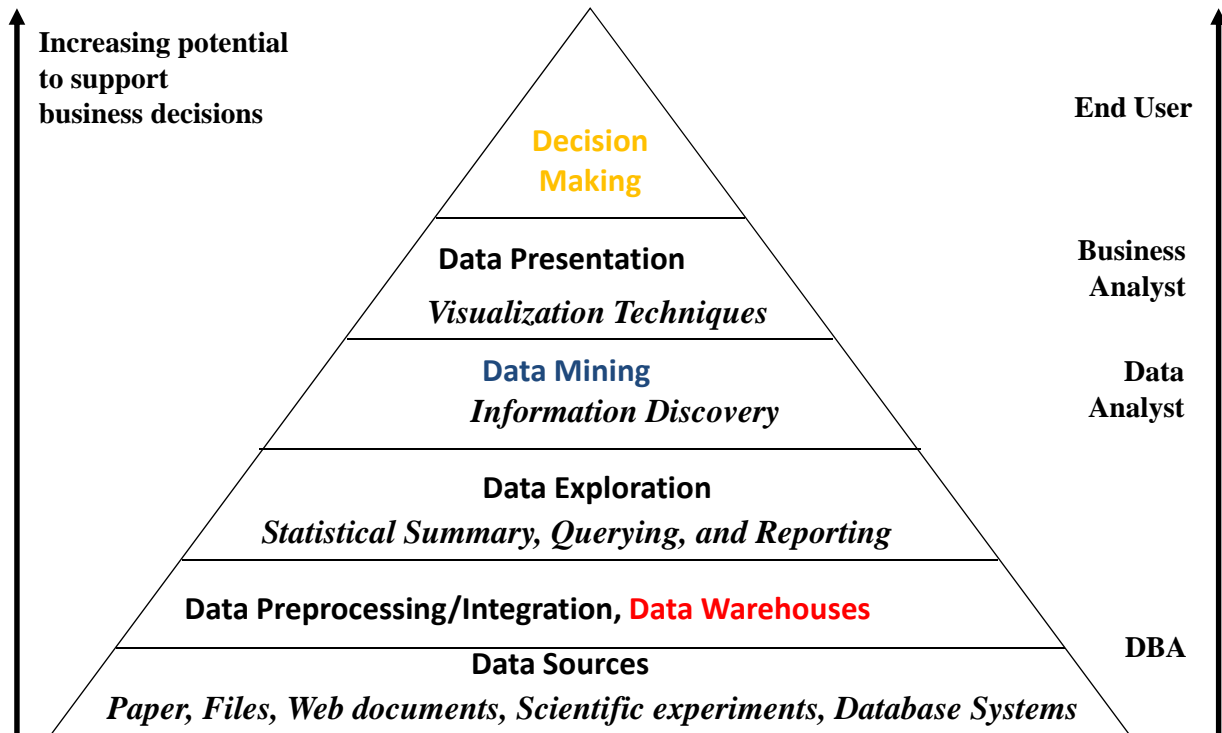 Increasing potential
to support
business decisions
End User
Decision
Making
Data Presentation
Visualization Techniques
Business
Analyst
Data Mining
Information Discovery
Data
Analyst
Data Exploration
Statistical Summary, Querying, and Reporting
Data Preprocessing/Integration, Data Warehouses
DBA
Data Sources
Paper, Files, Web documents, Scientific experiments, Database Systems